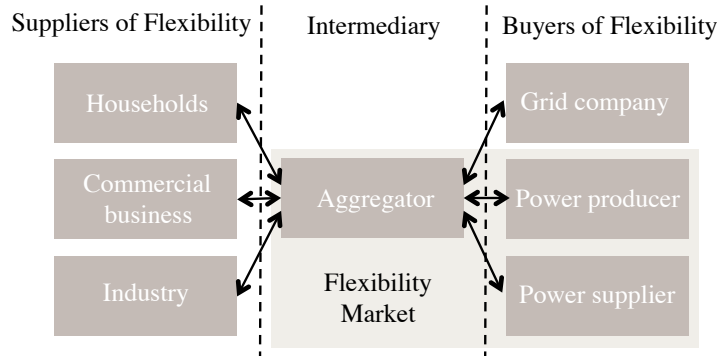 Suppliers of Flexibility
Intermediary
Buyers of Flexibility
Households
Grid company
Commercial
business
Aggregator
Power producer
Industry
Flexibility
Market
Power supplier